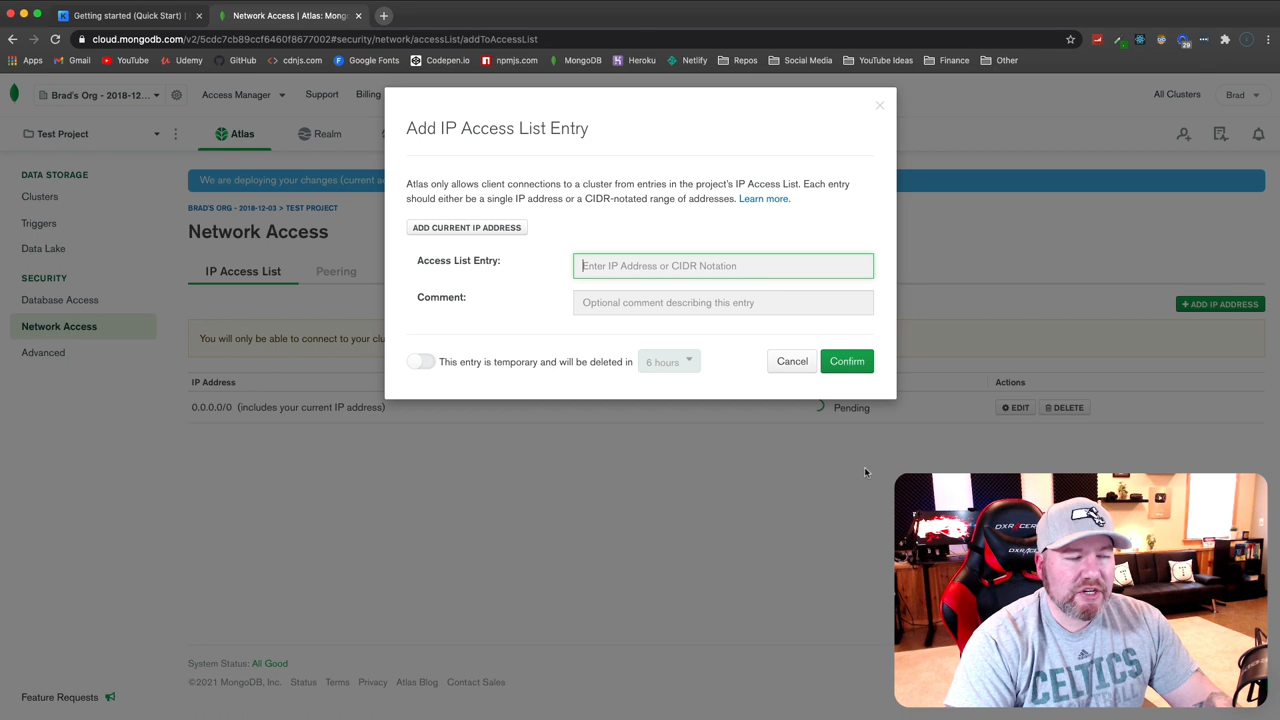 Getting started (Quick Start) |
Network Access | Atlas: Mong
cloud.mongodb.com/v2/5cdc7cb89ccf6460f8677002#security/network/accessList/addToAccessList
29
Apps Gmail YouTube Udemy GitHub cdnjs.com Google Fonts Codepen.io npmjs.com MongoDB Heroku Netlify Repos Social Media YouTube Ideas Finance Other
Brad's Org - 2018-12... Access Manager Support Billing All Clusters Brad
Test Project Atlas Realm
DATA STORAGE
Clusters
Triggers
Data Lake
SECURITY
Database Access
Network Access
Advanced
Feature Requests
We are deploying your changes (current ac
BRAD'S ORG - 2018-12-03 > TEST PROJECT
Network Access
IP Access List Peering
+ ADD IP ADDRESS
You will only be able to connect to your clu
IP Address Actions
0.0.0.0/0 (includes your current IP address) Pending EDIT DELETE
Add IP Access List Entry
Atlas only allows client connections to a cluster from entries in the project's IP Access List. Each entry
should either be a single IP address or a CIDR-notated range of addresses. Learn more.
ADD CURRENT IP ADDRESS
Access List Entry: Enter IP Address or CIDR Notation
Comment: Optional comment describing this entry
This entry is temporary and will be deleted in 6 hours Cancel Confirm
System Status: All Good
©2021 MongoDB, Inc. Status Terms Privacy Atlas Blog Contact Sales
DXRACER
DXRACER
CELTICS